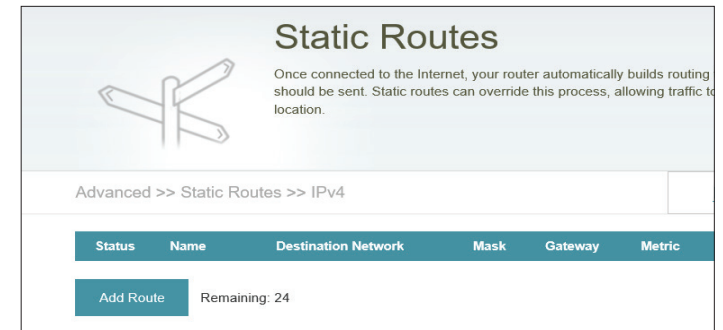 Static Routes
Once connected to the Internet, your router automatically builds routing
should be sent. Static routes can override this process, allowing traffic to
location.
Advanced >> Static Routes >> IPv4
Status Name Destination Network Mask Gateway Metric
Add Route Remaining: 24